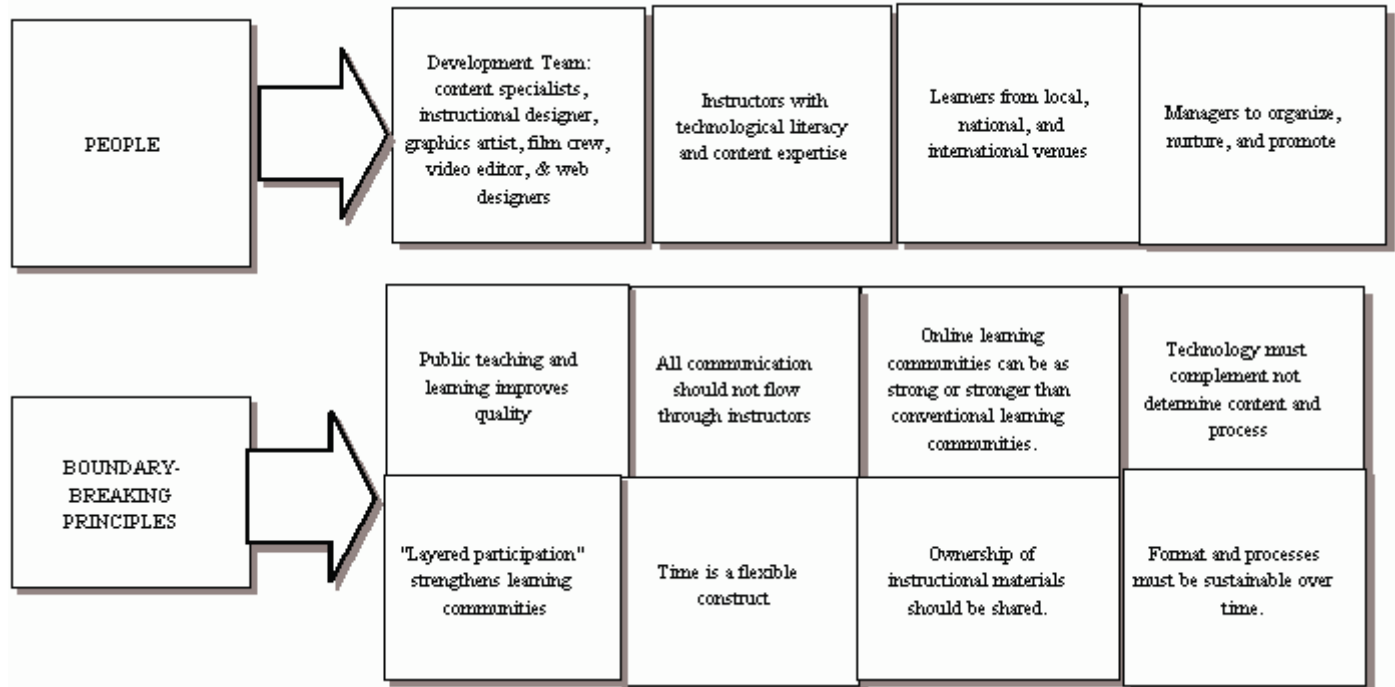 PEOPLE
Development Team:
content specialists,
instructional designer,
graphics artist, film crew,
video editor, & web
designers
Instructors with
technological literacy
and content expertise
Learners from local,
national, and
international venues
Managers to organize,
nurture, and promote
BOUNDARY-
BREAKING
PRINCIPLES
Public teaching and
learning improves
quality
All communication
should not flow
through instructors
Online learning
communities can be as
strong or stronger than
conventional learning
communities.
Technology must
complement not
determine content and
process
"Layered participation"
strengthens learning
communities
Time is a flexible
construct
Ownership of
instructional materials
should be shared.
Format and processes
must be sustainable over
time.